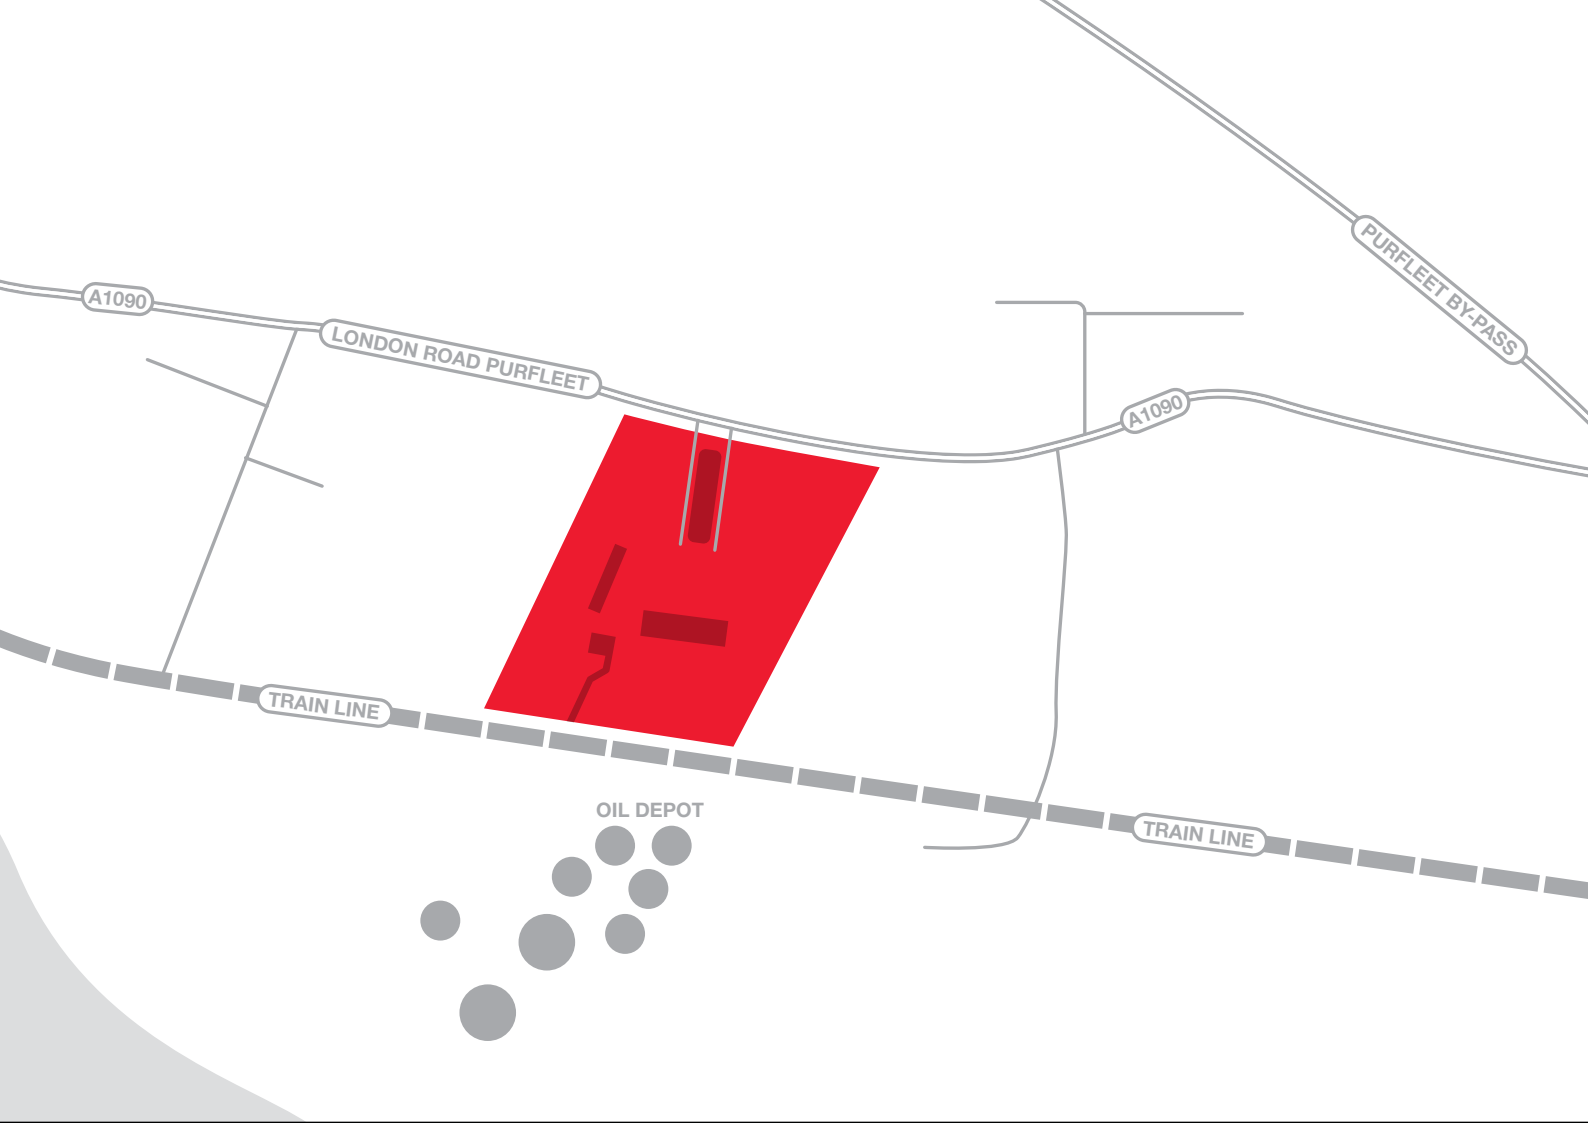 PURFLEET BY-PASS
A1090
LONDON ROAD PURFLEET
A1090
TRAIN LINE
OIL DEPOT
TRAIN LINE